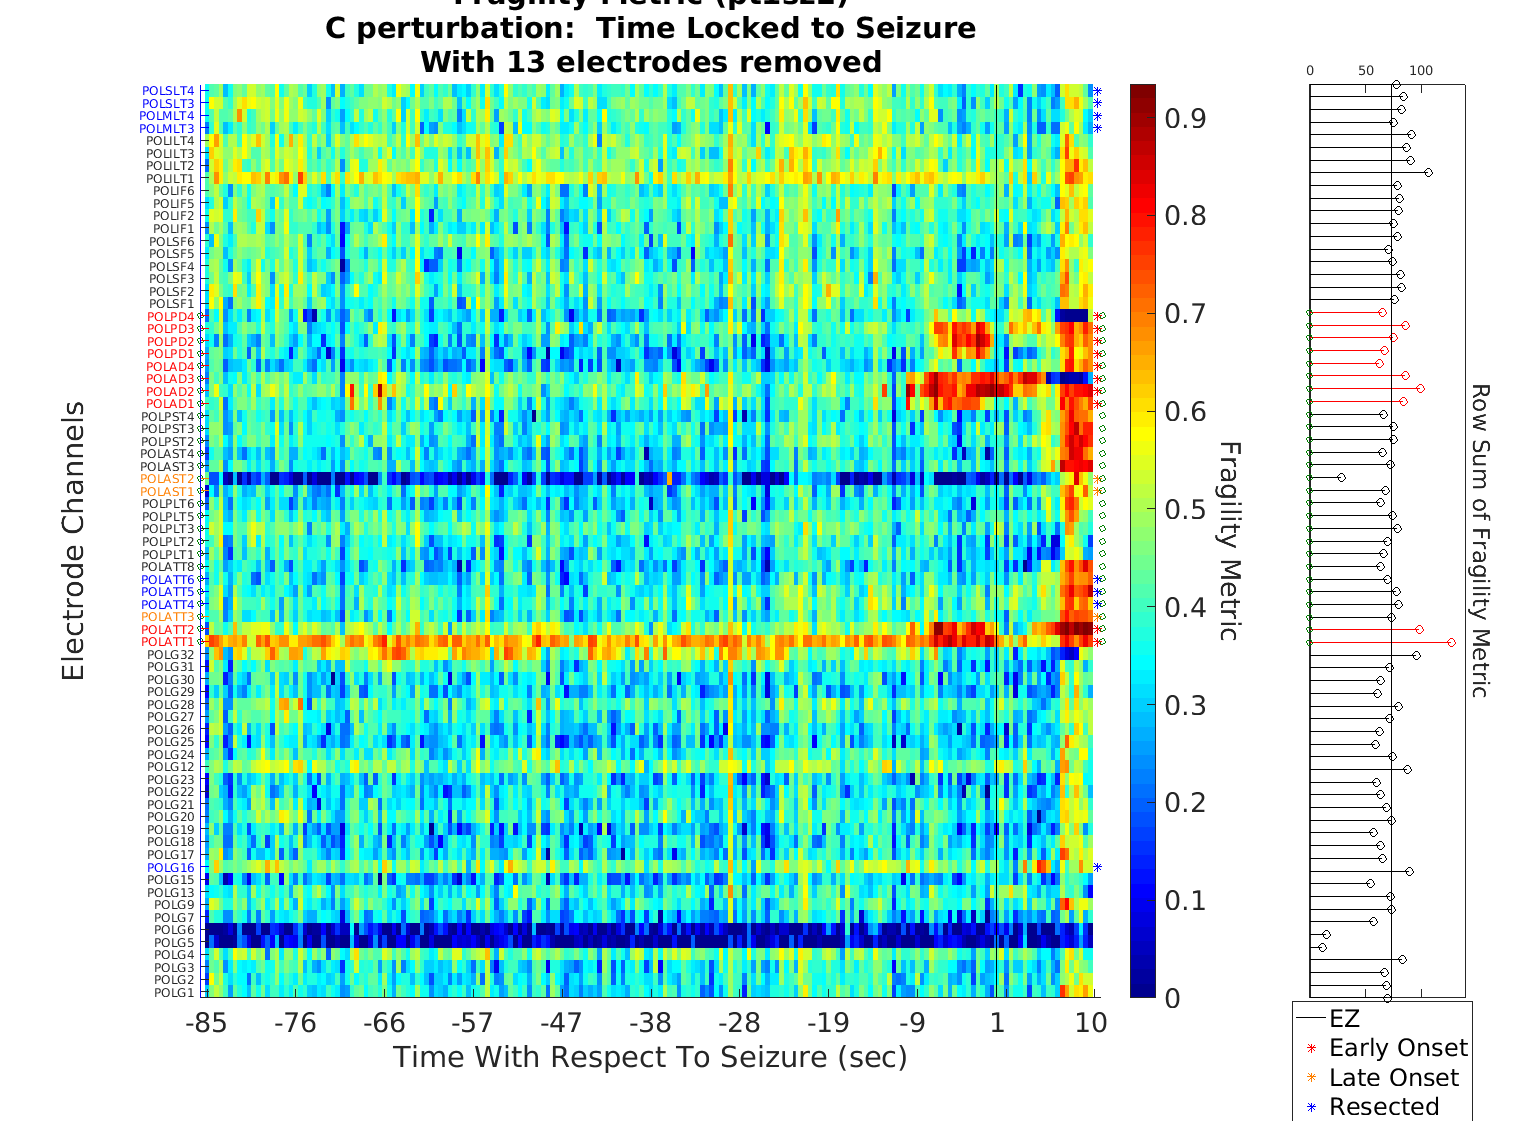 Fragility Metric (pt1sz2)
C perturbation:  Time Locked to Seizure
With 13 electrodes removed
Electrode Channels
POLSLT4
POLSLT3
POLMLT4
POLMLT3
POLILT4
POLILT3
POLILT2
POLILT1
POLIF6
POLIF5
POLIF2
POLIF1
POLSF6
POLSF5
POLSF4
POLSF3
POLSF2
POLSF1
POLPD4
POLPD3
POLPD2
POLPD1
POLAD4
POLAD3
POLAD2
POLAD1
POLPST4
POLPST3
POLPST2
POLAST4
POLAST3
POLAST2
POLAST1
POLPLT6
POLPLT5
POLPLT3
POLPLT2
POLPLT1
POLATT8
POLATT6
POLATT5
POLATT4
POLATT3
POLATT2
POLATT1
POLG32
POLG31
POLG30
POLG29
POLG28
POLG27
POLG26
POLG25
POLG24
POLG12
POLG23
POLG22
POLG21
POLG20
POLG19
POLG18
POLG17
POLG16
POLG15
POLG13
POLG9
POLG7
POLG6
POLG5
POLG4
POLG3
POLG2
POLG1
-85 -76 -66 -57 -47 -38 -28 -19 -9 1 10
Time With Respect To Seizure (sec)
0.9
0.8
0.7
0.6
0.5
0.4
0.3
0.2
0.1
0
Fragility Metric
0 50 100
Row Sum of Fragility Metric
EZ
Early Onset
Late Onset
Resected